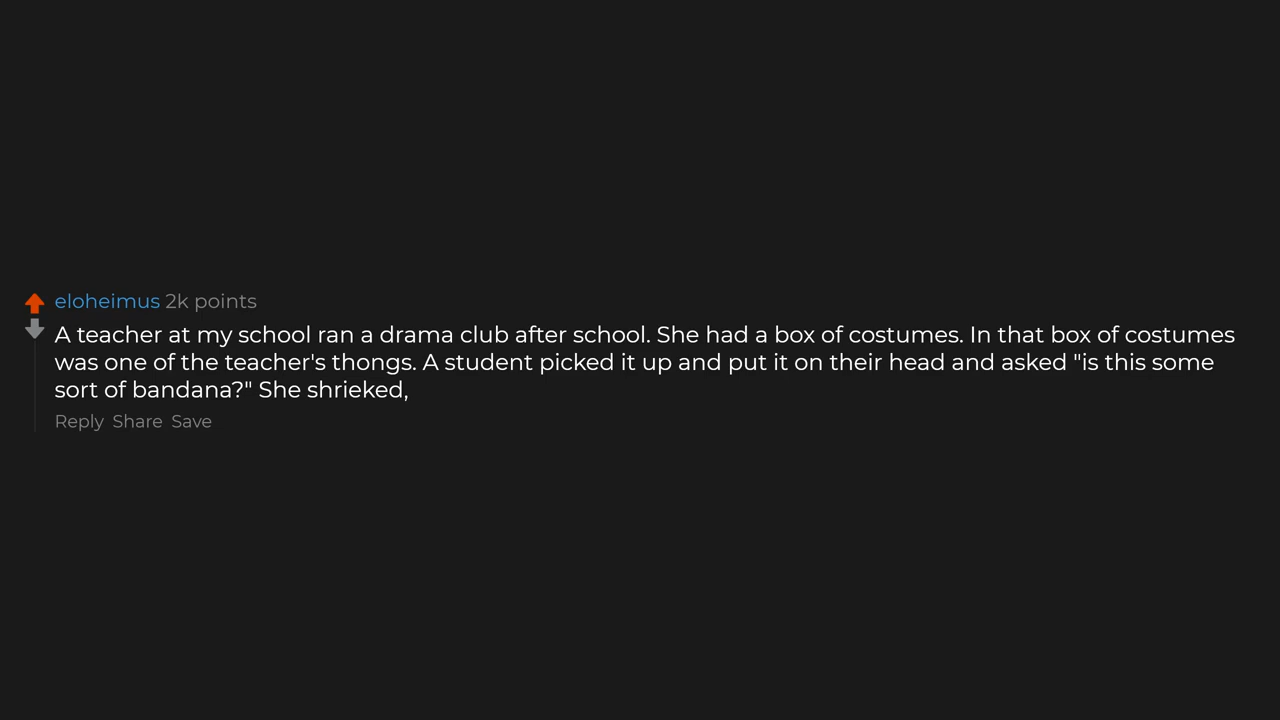 eloheimus 2k points
A teacher at my school ran a drama club after school. She had a box of costumes. In that box of costumes
was one of the teacher's thongs. A student picked it up and put it on their head and asked "is this some
sort of bandana?" She shrieked,
Reply Share Save